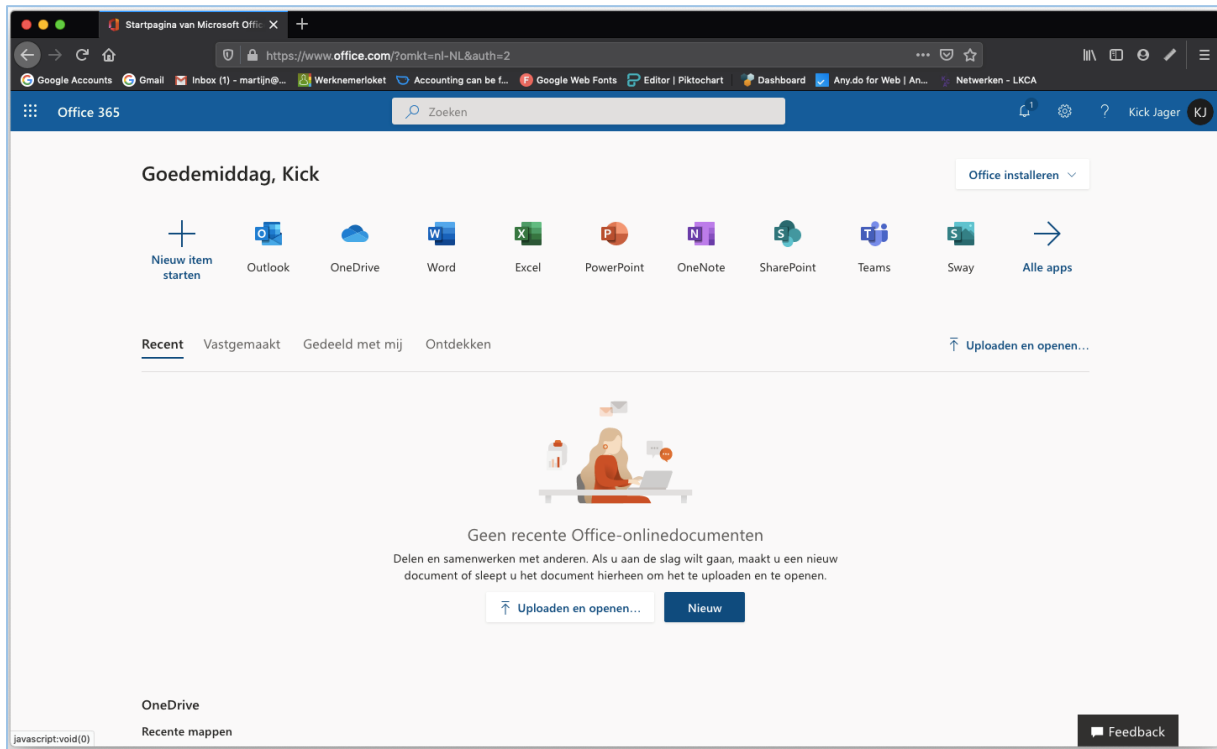 Startpagina van Microsoft Offic
https://www.office.com/?omkt=nl-NL&auth=2
Google Accounts Gmail Inbox (1) - martijn@... Werknemerloket Accounting can be f... Google Web Fonts Editor | Piktochart Dashboard Any.do for Web | An... Netwerken - LKCA
Office 365 Zoeken 1 ? Kick Jager KJ
Goedemiddag, Kick
Office installeren
Nieuw item starten Outlook OneDrive Word Excel PowerPoint OneNote SharePoint Teams Sway Alle apps
Recent Vastgemaakt Gedeeld met mij Ontdekken Uploaden en openen...
Geen recente Office-onlinedocumenten
Delen en samenwerken met anderen. Als u aan de slag wilt gaan, maakt u een nieuw
document of sleept u het document hierheen om het te uploaden en te openen.
Uploaden en openen... Nieuw
OneDrive
Recente mappen
Feedback
javascript:void(0)